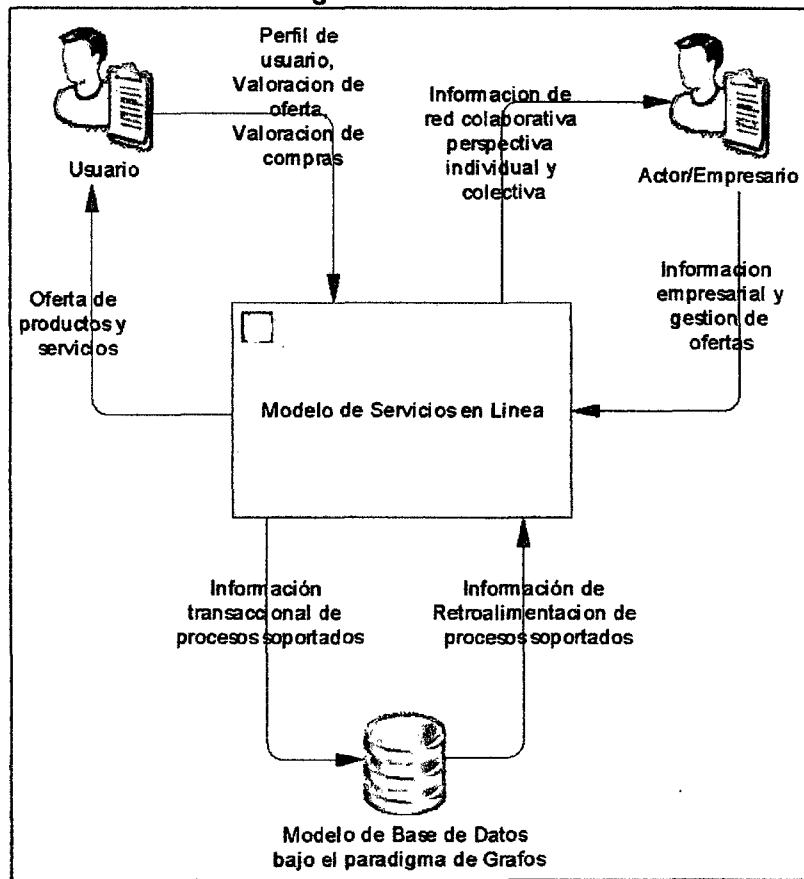 Perfil de
usuario,
Valoracion de
oferta
Valoracion de
compras
Usuario
Informacion de
red colaborativa
perspectiva
individual y
colectiva
Actor/Empresario
Oferta de
productos y
servicios
Informacion
empresarial y
gestion de
ofertas
Modelo de Servicios en Linea
Información
transaccional de
procesos soportados
Información de
Retroalimentacion de
procesos soportados
Modelo de Base de Datos
bajo el paradigma de Grafos